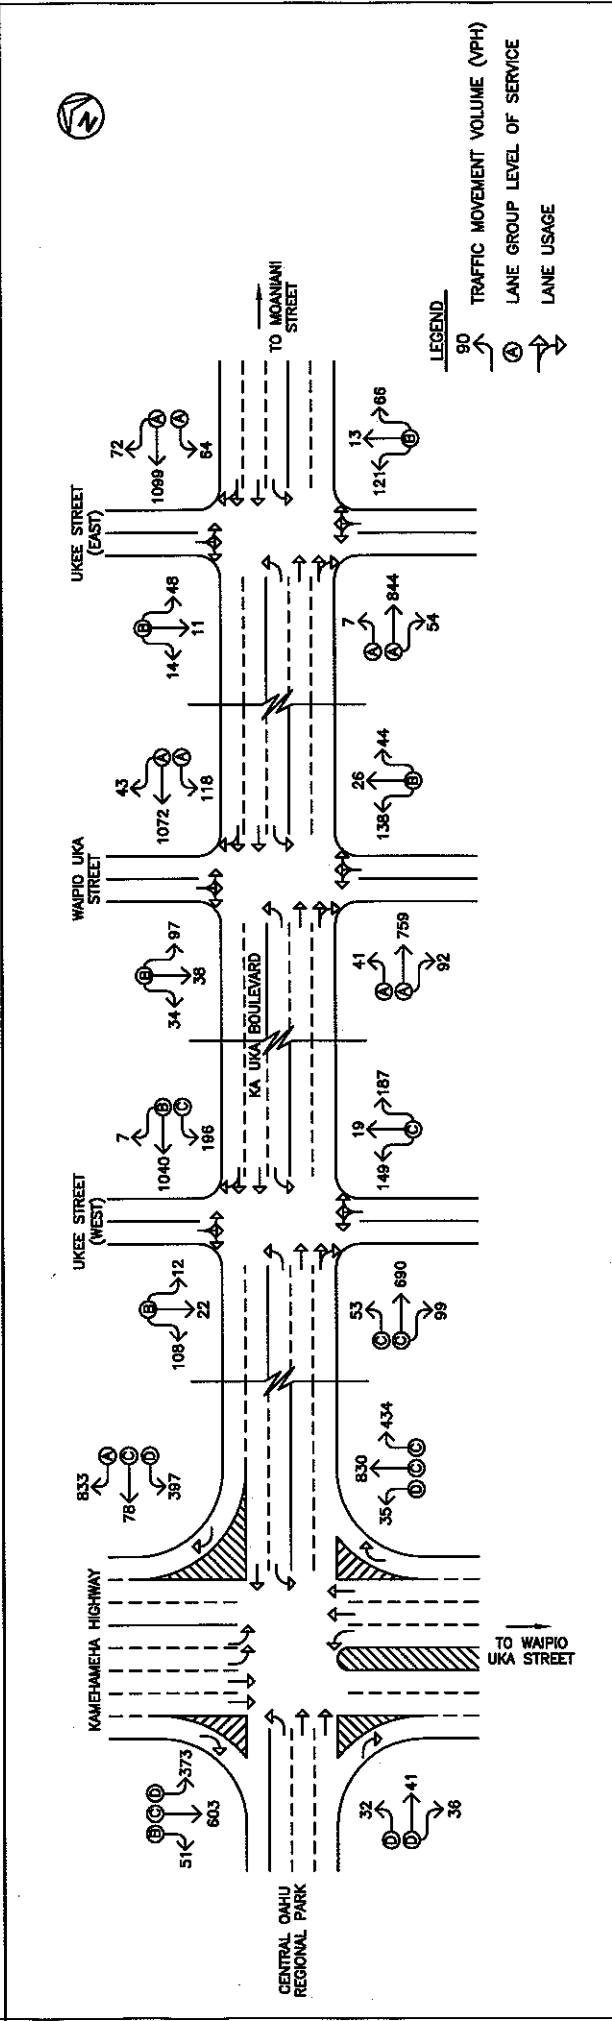 N
LEGEND
90
TRAFFIC MOVEMENT VOLUME (VPH)
A
LANE GROUP LEVEL OF SERVICE
LANE USAGE
TO MOANIANI
STREET
72
1099
A
A
64
13
121
66
B
UKEE STREET
(EAST)
B
48
14
11
7
844
A
A
54
43
1072
A
A
118
26
138
44
B
WAIPIO UKA
STREET
B
97
34
38
41
759
A
A
92
KA UKA BOULEVARD
7
1040
B
C
196
19
149
187
C
UKEE STREET
(WEST)
B
12
108
22
53
690
C
C
99
833
78
A
C
D
397
830
35
434
D
C
C
KAMEHAMEHA HIGHWAY
TO WAIPIO
UKA STREET
B
C
D
373
51
603
32
41
D
D
36
CENTRAL OAHU
REGIONAL PARK